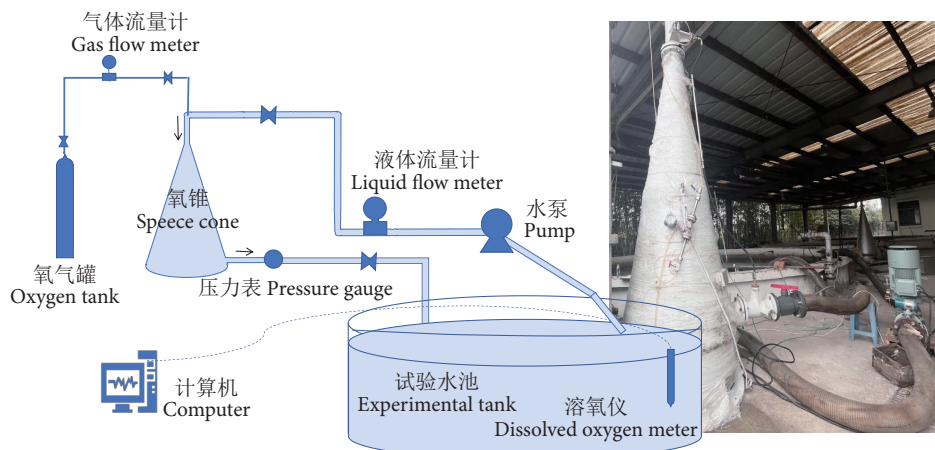 气体流量计
Gas flow meter
液体流量计
Liquid flow meter
氧锥
Speece cone
水泵
Pump
氧气罐
Oxygen tank
压力表 Pressure gauge
计算机
Computer
试验水池
Experimental tank
溶氧仪
Dissolved oxygen meter